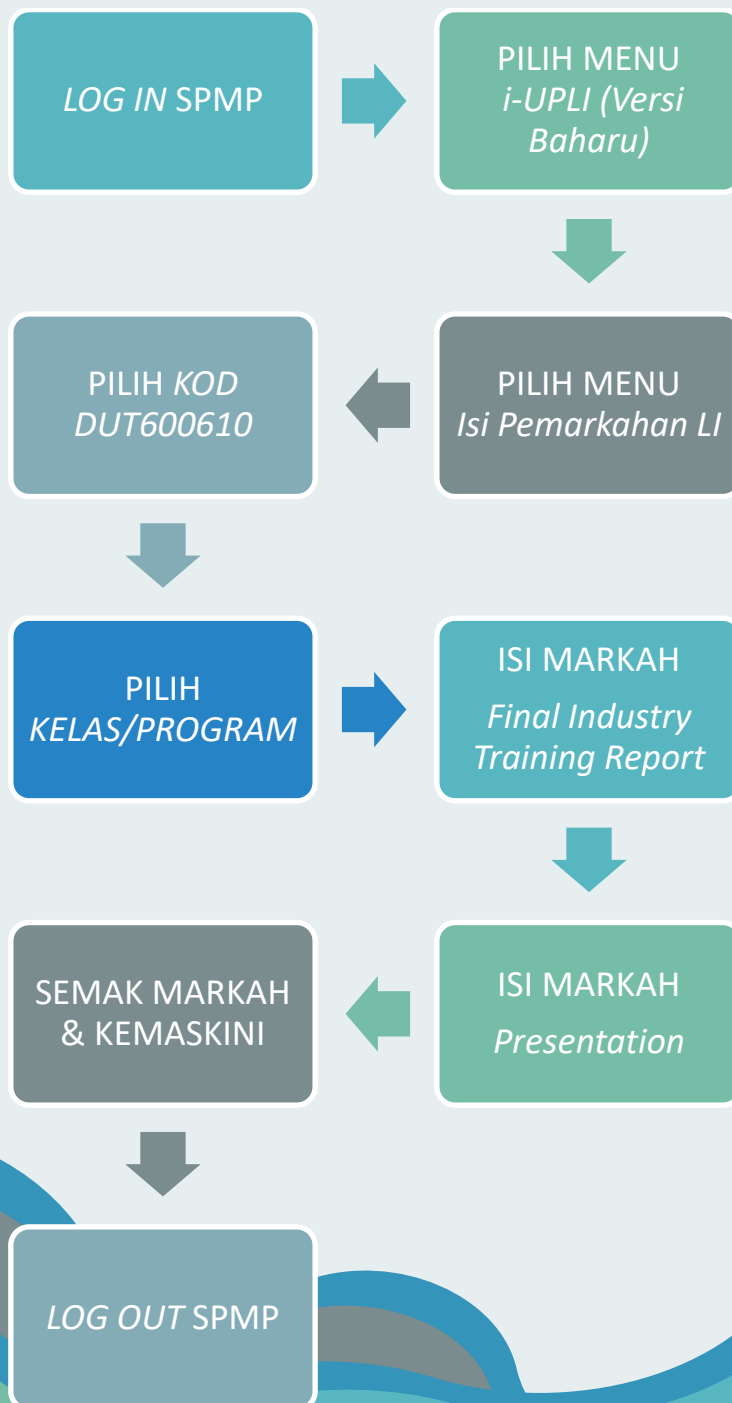 LOG IN SPMP
PILIH MENU
i-UPLI (Versi
Baharu)
PILIH MENU
Isi Pemarkahan LI
PILIH KOD
DUT600610
PILIH
KELAS/PROGRAM
ISI MARKAH
Final Industry
Training Report
ISI MARKAH
Presentation
SEMAK MARKAH
& KEMASKINI
LOG OUT SPMP